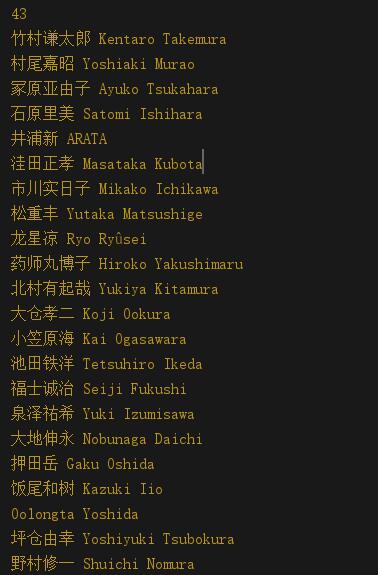 43
竹村谦太郎 Kentaro Takemura
村尾嘉昭 Yoshiaki Murao
冢原亚由子 Ayuko Tsukahara
石原里美 Satomi Ishihara
井浦新 ARATA
洼田正孝 Masataka Kubota
市川实日子 Mikako Ichikawa
松重丰 Yutaka Matsushige
龙星凉 Ryo Ryûsei
药师丸博子 Hiroko Yakushimaru
北村有起哉 Yukiya Kitamura
大仓孝二 Koji Ookura
小笠原海 Kai Ogasawara
池田铁洋 Tetsuhiro Ikeda
福士诚治 Seiji Fukushi
泉泽祐希 Yuki Izumisawa
大地伸永 Nobunaga Daichi
押田岳 Gaku Oshida
饭尾和树 Kazuki Iio
Oolongta Yoshida
坪仓由幸 Yoshiyuki Tsubokura
野村修一 Shuichi Nomura